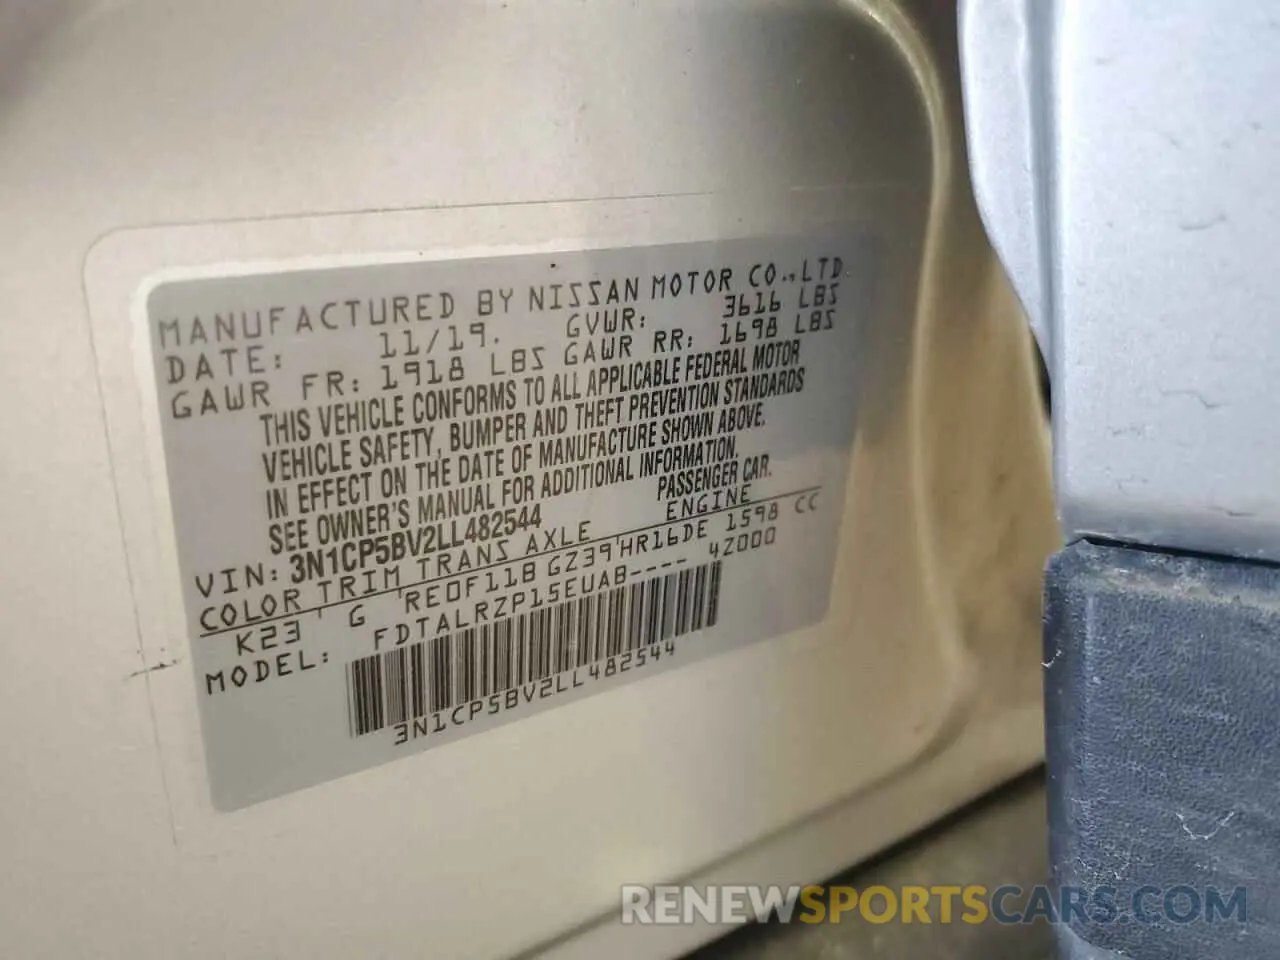 MANUFACTURED BY NISSAN MOTOR CO.,LTD
DATE: 11/19. GVWR: 3616 LBS
GAWR FR: 1918 LBS GAWR RR: 1698 LBS
THIS VEHICLE CONFORMS TO ALL APPLICABLE FEDERAL MOTOR
VEHICLE SAFETY, BUMPER AND THEFT PREVENTION STANDARDS
IN EFFECT ON THE DATE OF MANUFACTURE SHOWN ABOVE.
SEE OWNER'S MANUAL FOR ADDITIONAL INFORMATION.
VIN: 3N1CP5BV2LL482544 PASSENGER CAR.
COLOR TRIM TRANS AXLE ENGINE
K23 ' G ' RE0F11B GZ39'HR16DE 1598 CC
MODEL: FDTALRZP15EUAB---- 4Z000
3N1CP5BV2LL482544
RENEWSPORTSCARS.COM